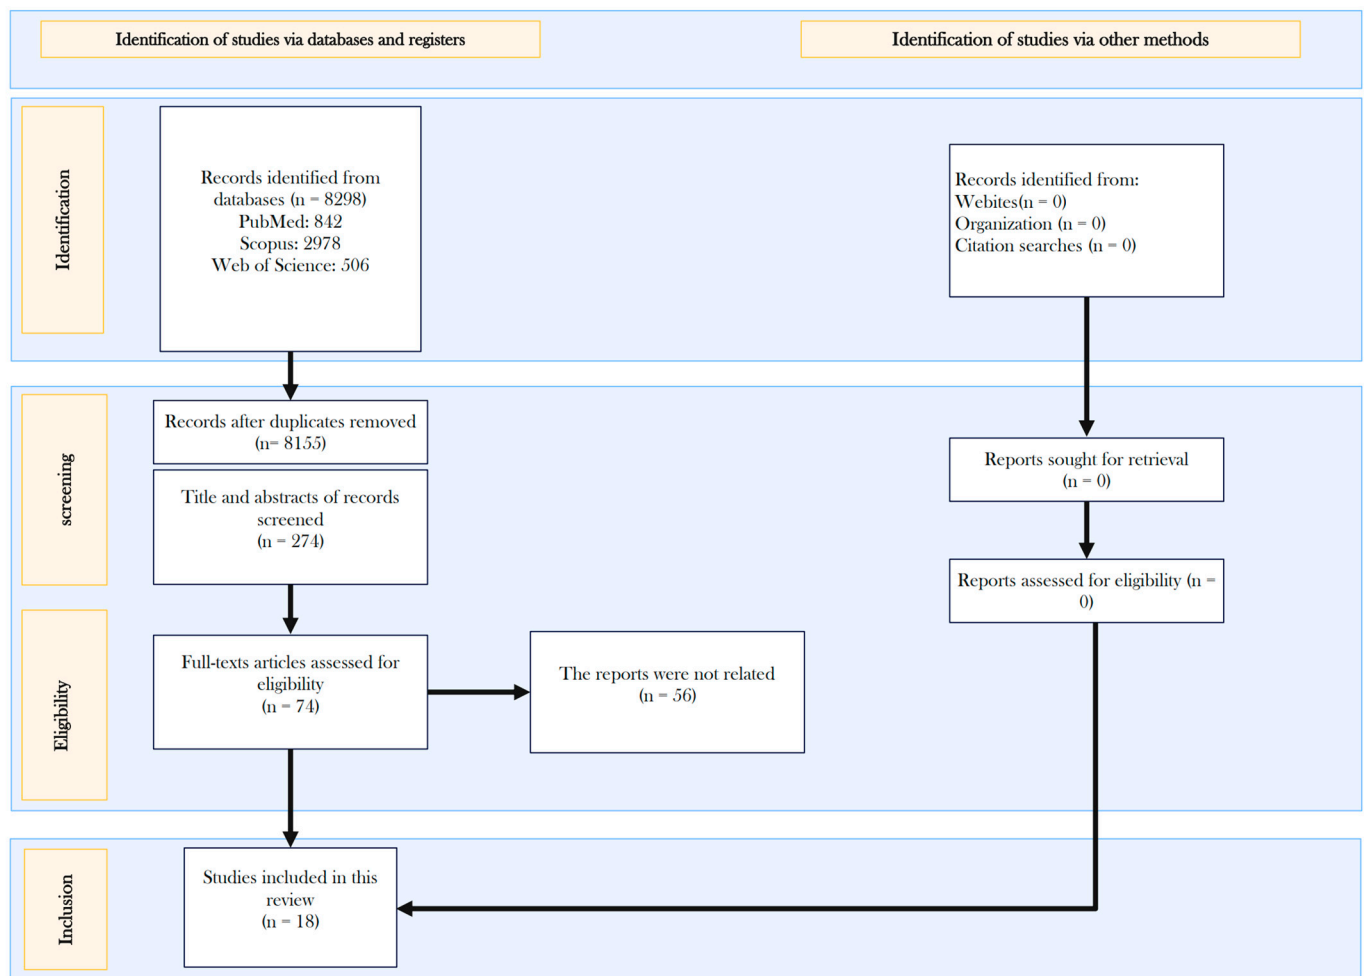 Identification of studies via databases and registers
Identification of studies via other methods
Identification
Records identified from
databases (n = 8298)
PubMed: 842
Scopus: 2978
Web of Science: 506
Records identified from:
Webites(n = 0)
Organization (n = 0)
Citation searches (n = 0)
screening
Records after duplicates removed
(n= 8155)
Title and abstracts of records
screened
(n = 274)
Reports sought for retrieval
(n = 0)
Reports assessed for eligibility (n =
0)
Eligibility
Full-texts articles assessed for
eligibility
(n = 74)
The reports were not related
(n = 56)
Inclusion
Studies included in this
review
(n = 18)